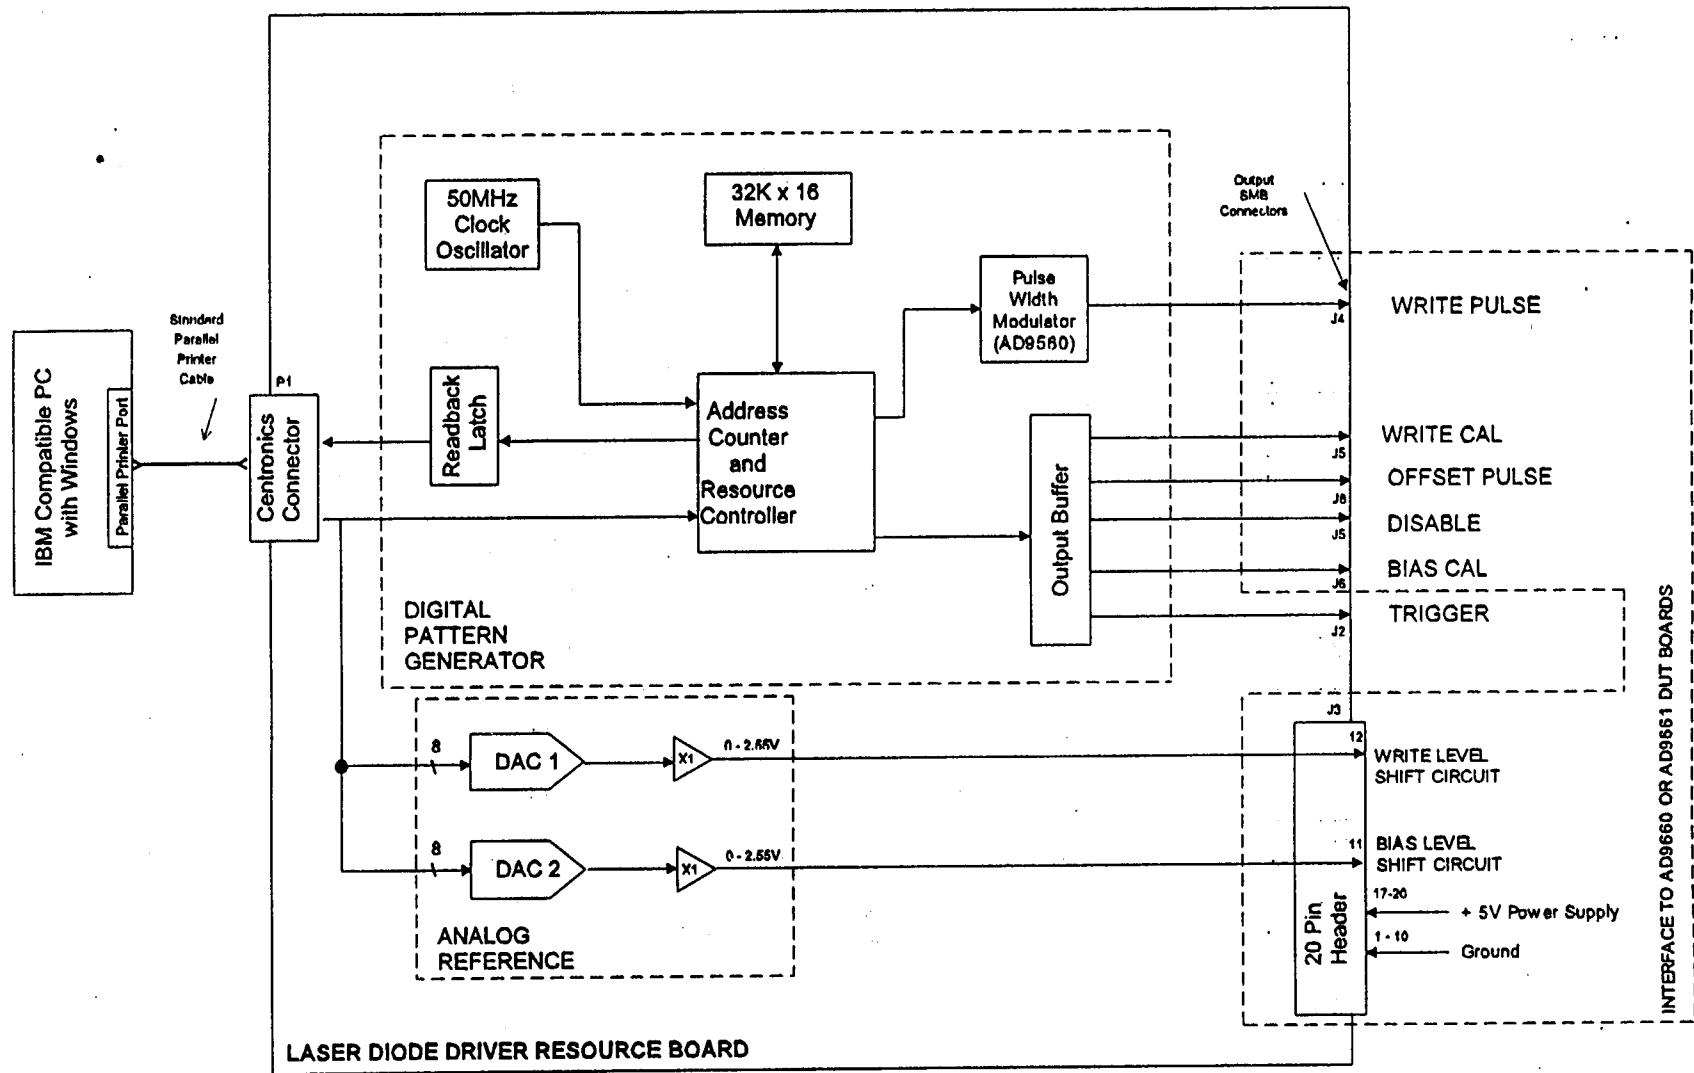 50MHz
Clock
Oscillator
32K x 16
Memory
Output
SMB
Connectors
Pulse
Width
Modulator
(AD9560)
WRITE PULSE
J4
Standard
Parallel
Printer
Cable
IBM Compatible PC
with Windows
Parallel Printer Port
P1
Centronics
Connector
Readback
Latch
Address
Counter
and
Resource
Controller
Output Buffer
WRITE CAL
J5
OFFSET PULSE
J8
DISABLE
J5
BIAS CAL
J6
TRIGGER
J2
DIGITAL
PATTERN
GENERATOR
INTERFACE TO AD9660 OR AD9661 DUT BOARDS
J3
8
DAC 1
X1
0 - 2.55V
12
WRITE LEVEL
SHIFT CIRCUIT
8
DAC 2
X1
0 - 2.55V
11
BIAS LEVEL
SHIFT CIRCUIT
17-20
+ 5V Power Supply
1 - 10
Ground
20 Pin
Header
ANALOG
REFERENCE
LASER DIODE DRIVER RESOURCE BOARD